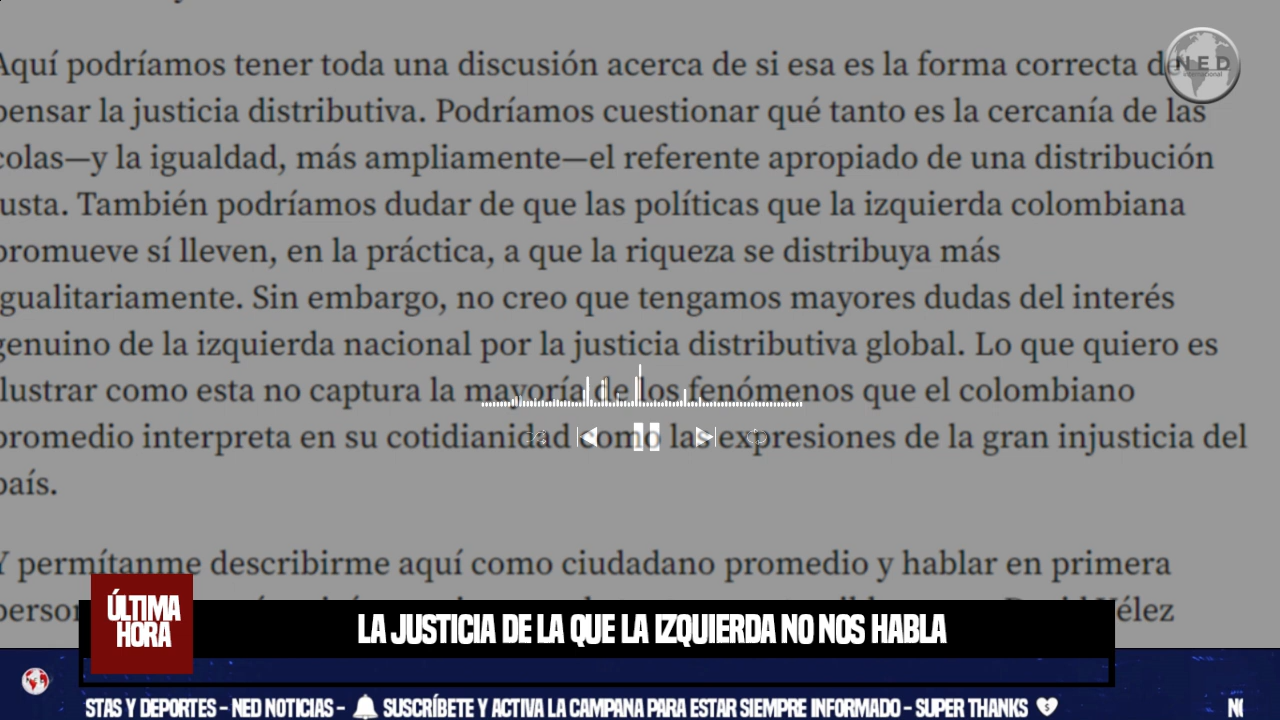 Aquí podríamos tener toda una discusión acerca de si esa es la forma correcta de
NED
international
pensar la justicia distributiva. Podríamos cuestionar qué tanto es la cercanía de las
colas—y la igualdad, más ampliamente—el referente apropiado de una distribución
justa. También podríamos dudar de que las políticas que la izquierda colombiana
promueve sí lleven, en la práctica, a que la riqueza se distribuya más
igualitariamente. Sin embargo, no creo que tengamos mayores dudas del interés
genuino de la izquierda nacional por la justicia distributiva global. Lo que quiero es
ilustrar como esta no captura la mayoría de los fenómenos que el colombiano
promedio interpreta en su cotidianidad como las expresiones de la gran injusticia del
país.
Y permítanme describirme aquí como ciudadano promedio y hablar en primera
Vélez
ÚLTIMA
HORA
LA JUSTICIA DE LA QUE LA IZQUIERDA NO NOS HABLA
STAS Y DEPORTES - NED NOTICIAS - SUSCRÍBETE Y ACTIVA LA CAMPANA PARA ESTAR SIEMPRE INFORMADO - SUPER THANKS